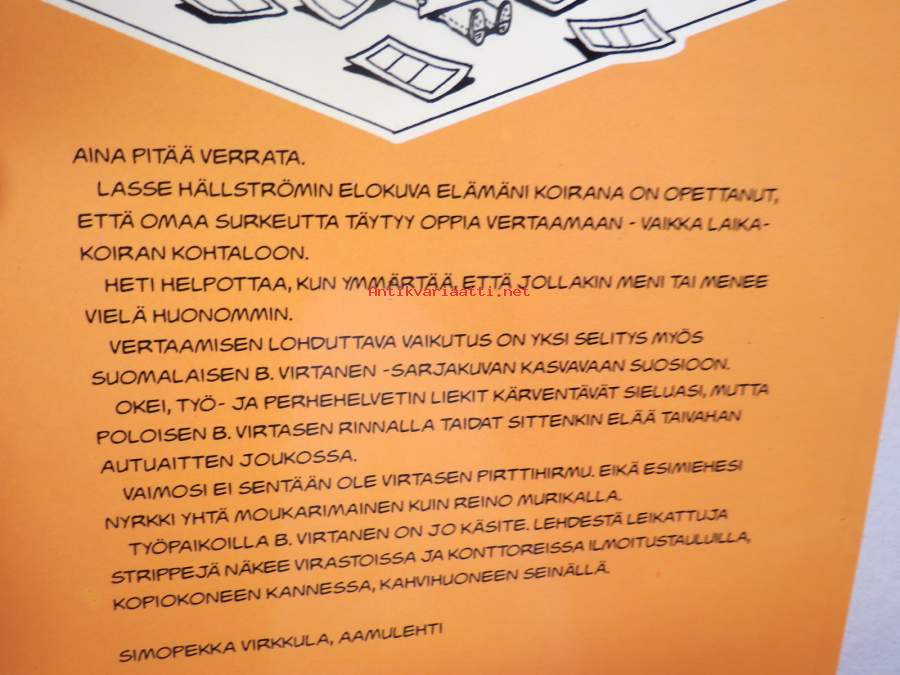 AINA PITÄÄ VERRATA.
LASSE HÄLLSTRÖMIN ELOKUVA ELÄMÄNI KOIRANA ON OPETTANUT,
ETTÄ OMAA SURKEUTTA TÄYTYY OPPIA VERTAAMAAN - VAIKKA LAIKA-
KOIRAN KOHTALOON.
HETI HELPOTTAA, KUN YMMÄRTÄÄ, ETTÄ JOLLAKIN MENI TAI MENEE
Antikvariaatti.net
VIELÄ HUONOMMIN.
VERTAAMISEN LOHDUTTAVA VAIKUTUS ON YKSI SELITYS MYÖS
SUOMALAISEN B. VIRTANEN -SARJAKUVAN KASVAVAAN SUOSIOON.
OKEI, TYÖ- JA PERHEHELVETIN LIEKIT KÄRVENTÄVÄT SIELUASI, MUTTA
POLOISEN B. VIRTASEN RINNALLA TAIDAT SITTENKIN ELÄÄ TAIVAHAN
AUTUAITTEN JOUKOSSA.
VAIMOSI EI SENTÄÄN OLE VIRTASEN PIRTTIHIRMU. EIKÄ ESIMIEHESI
NYRKKI YHTÄ MOUKARIMAINEN KUIN REINO MURIKALLA.
TYÖPAIKOILLA B. VIRTANEN ON JO KÄSITE. LEHDESTÄ LEIKATTUJA
STRIPPEJÄ NÄKEE VIRASTOISSA JA KONTTOREISSA ILMOITUSTAULUILLA,
KOPIOKONEEN KANNESSA, KAHVIHUONEEN SEINÄLLÄ.
SIMOPEKKA VIRKKULA, AAMULEHTI